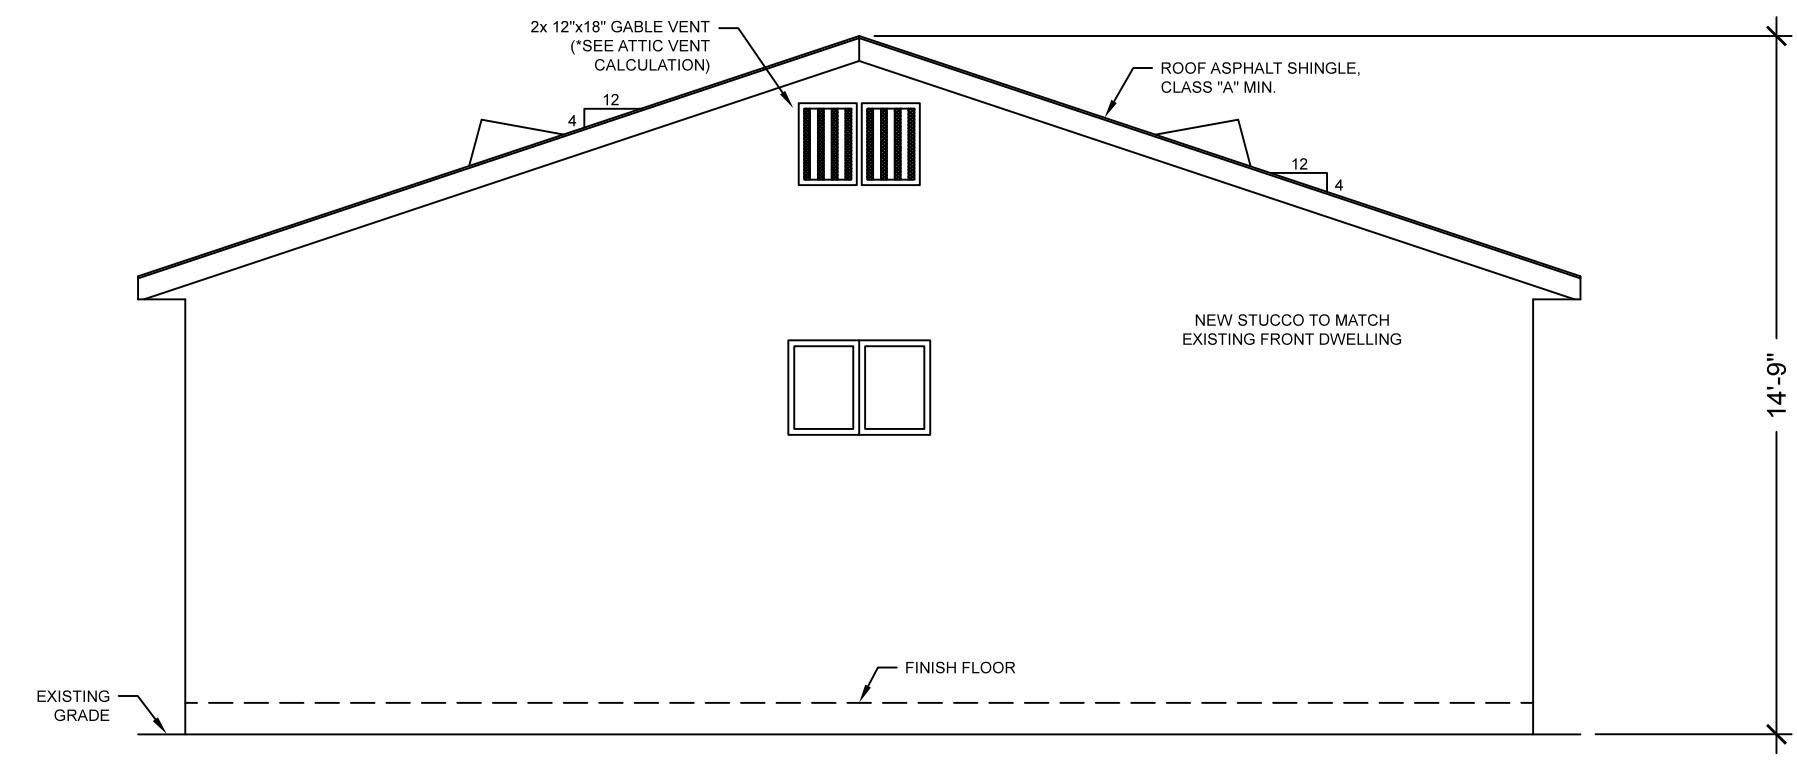 2x 12"x18" GABLE VENT
(*SEE ATTIC VENT
CALCULATION)
ROOF ASPHALT SHINGLE,
CLASS "A" MIN.
12
4
12
4
NEW STUCCO TO MATCH
EXISTING FRONT DWELLING
14'-9"
FINISH FLOOR
EXISTING
GRADE